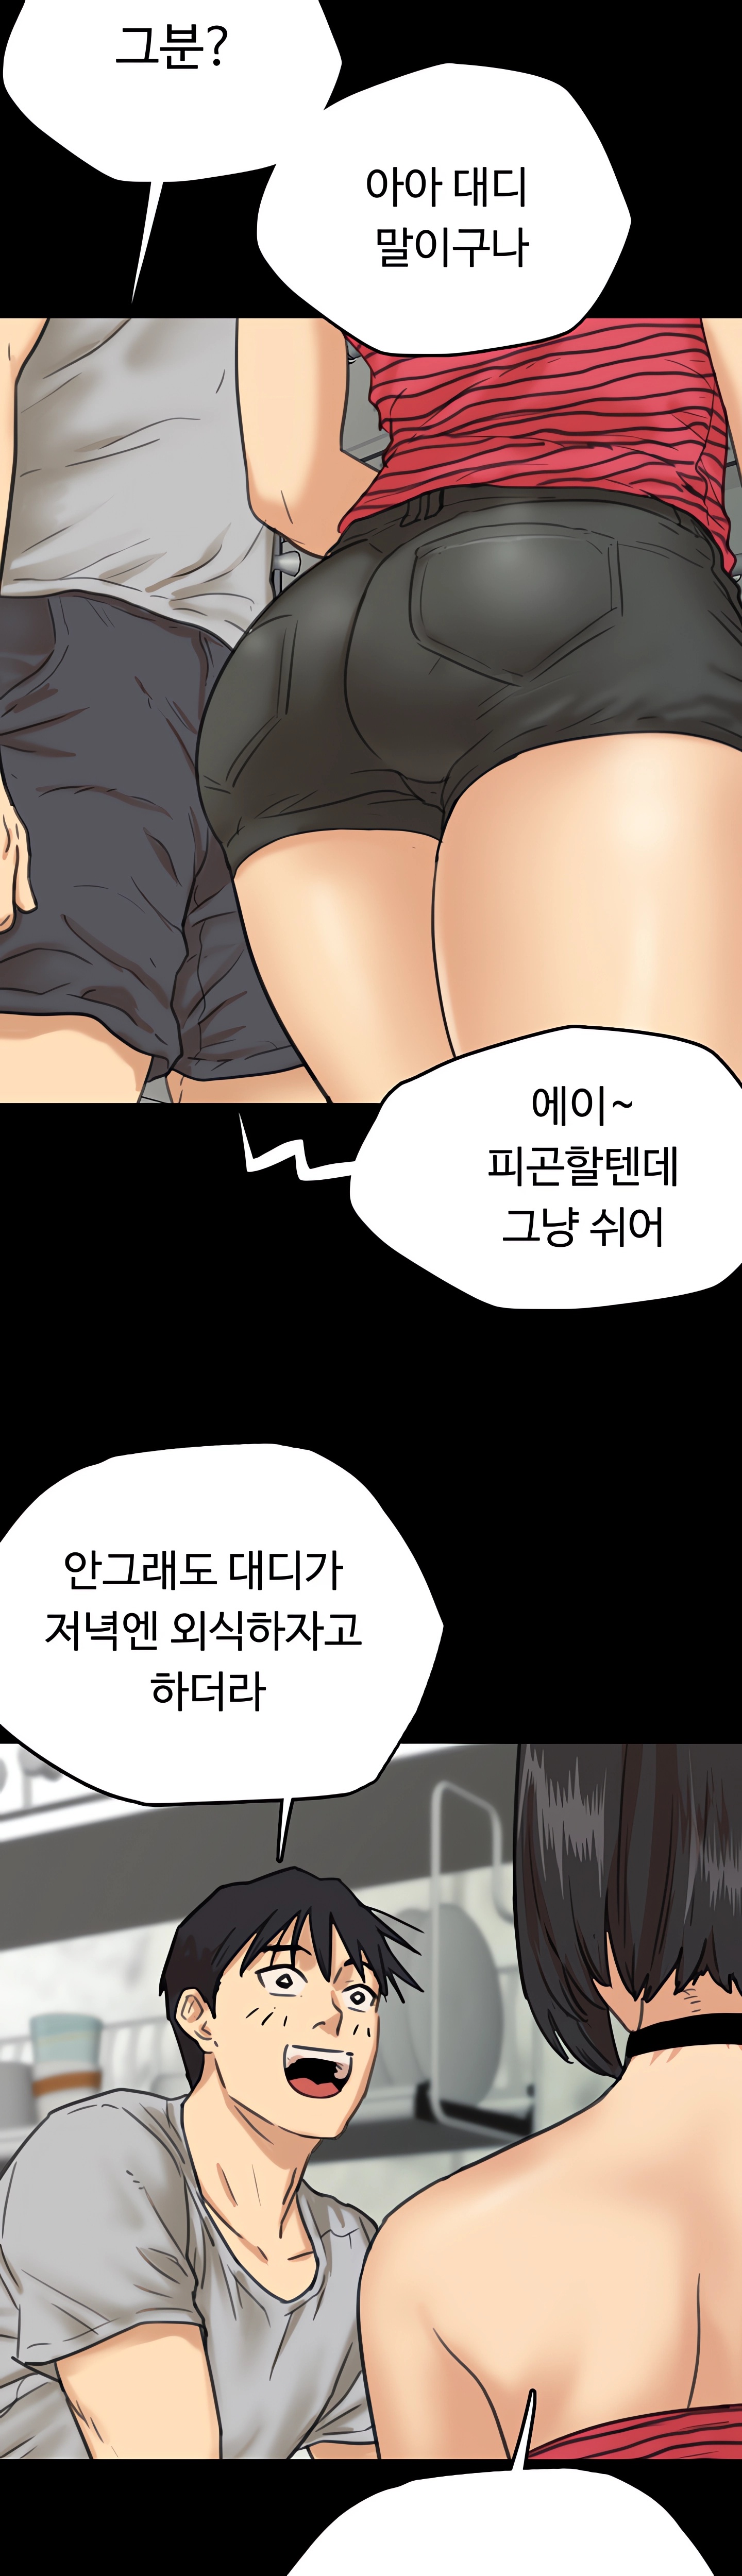 그분?
아아 대디
말이구나
에이~
피곤할텐데
그냥 쉬어
안그래도 대디가
저녁엔 외식하자고
하더라